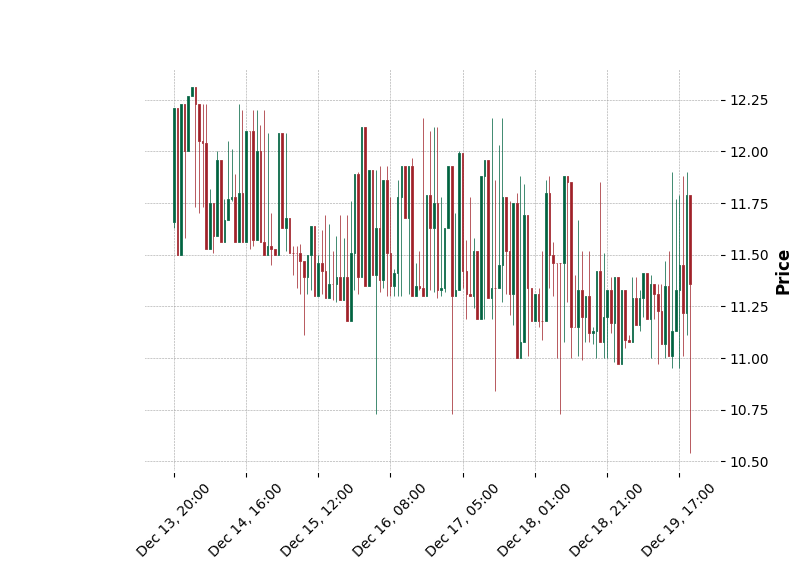 12.25
12.00
11.75
11.50
11.25
11.00
10.75
10.50
Price
Dec 13, 20:00
Dec 14, 16:00
Dec 15, 12:00
Dec 16, 08:00
Dec 17, 05:00
Dec 18, 01:00
Dec 18, 21:00
Dec 19, 17:00